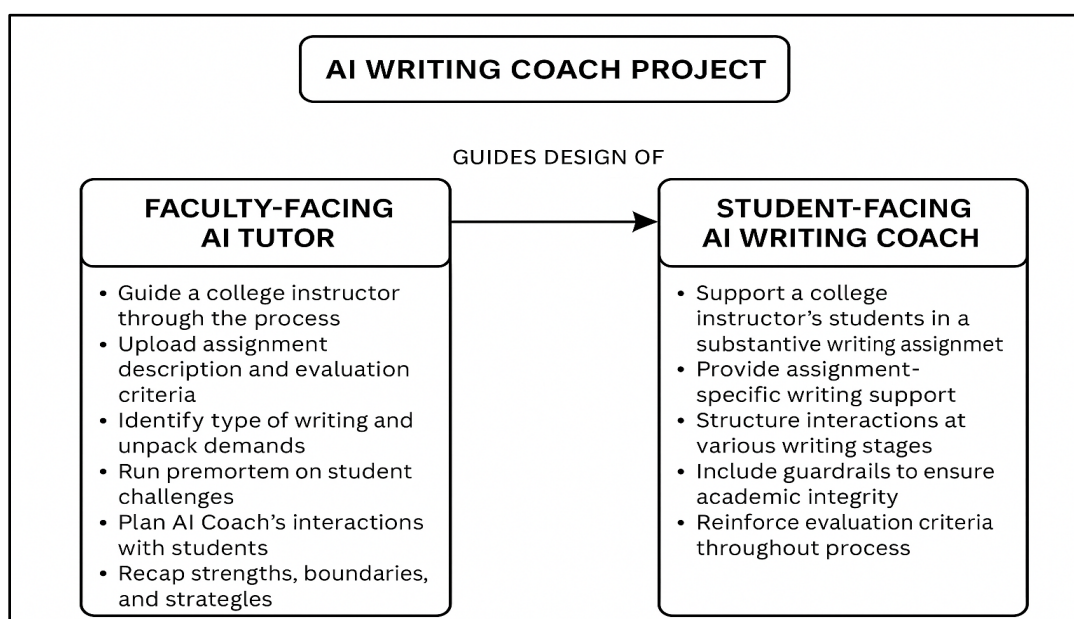 AI WRITING COACH PROJECT
GUIDES DESIGN OF
FACULTY-FACING
AI TUTOR
• Guide a college instructor
through the process
• Upload assignment
description and evaluation
criteria
• Identify type of writing and
unpack demands
• Run premortem on student
challenges
• Plan AI Coach's interactions
with students
• Recap strengths, boundaries,
and strategles
STUDENT-FACING
AI WRITING COACH
• Support a college
instructor's students in a
substantive writing assignmet
• Provide assignment-
specific writing support
• Structure interactions at
various writing stages
• Include guardrails to ensure
academic integrity
• Reinforce evaluation criteria
throughout process